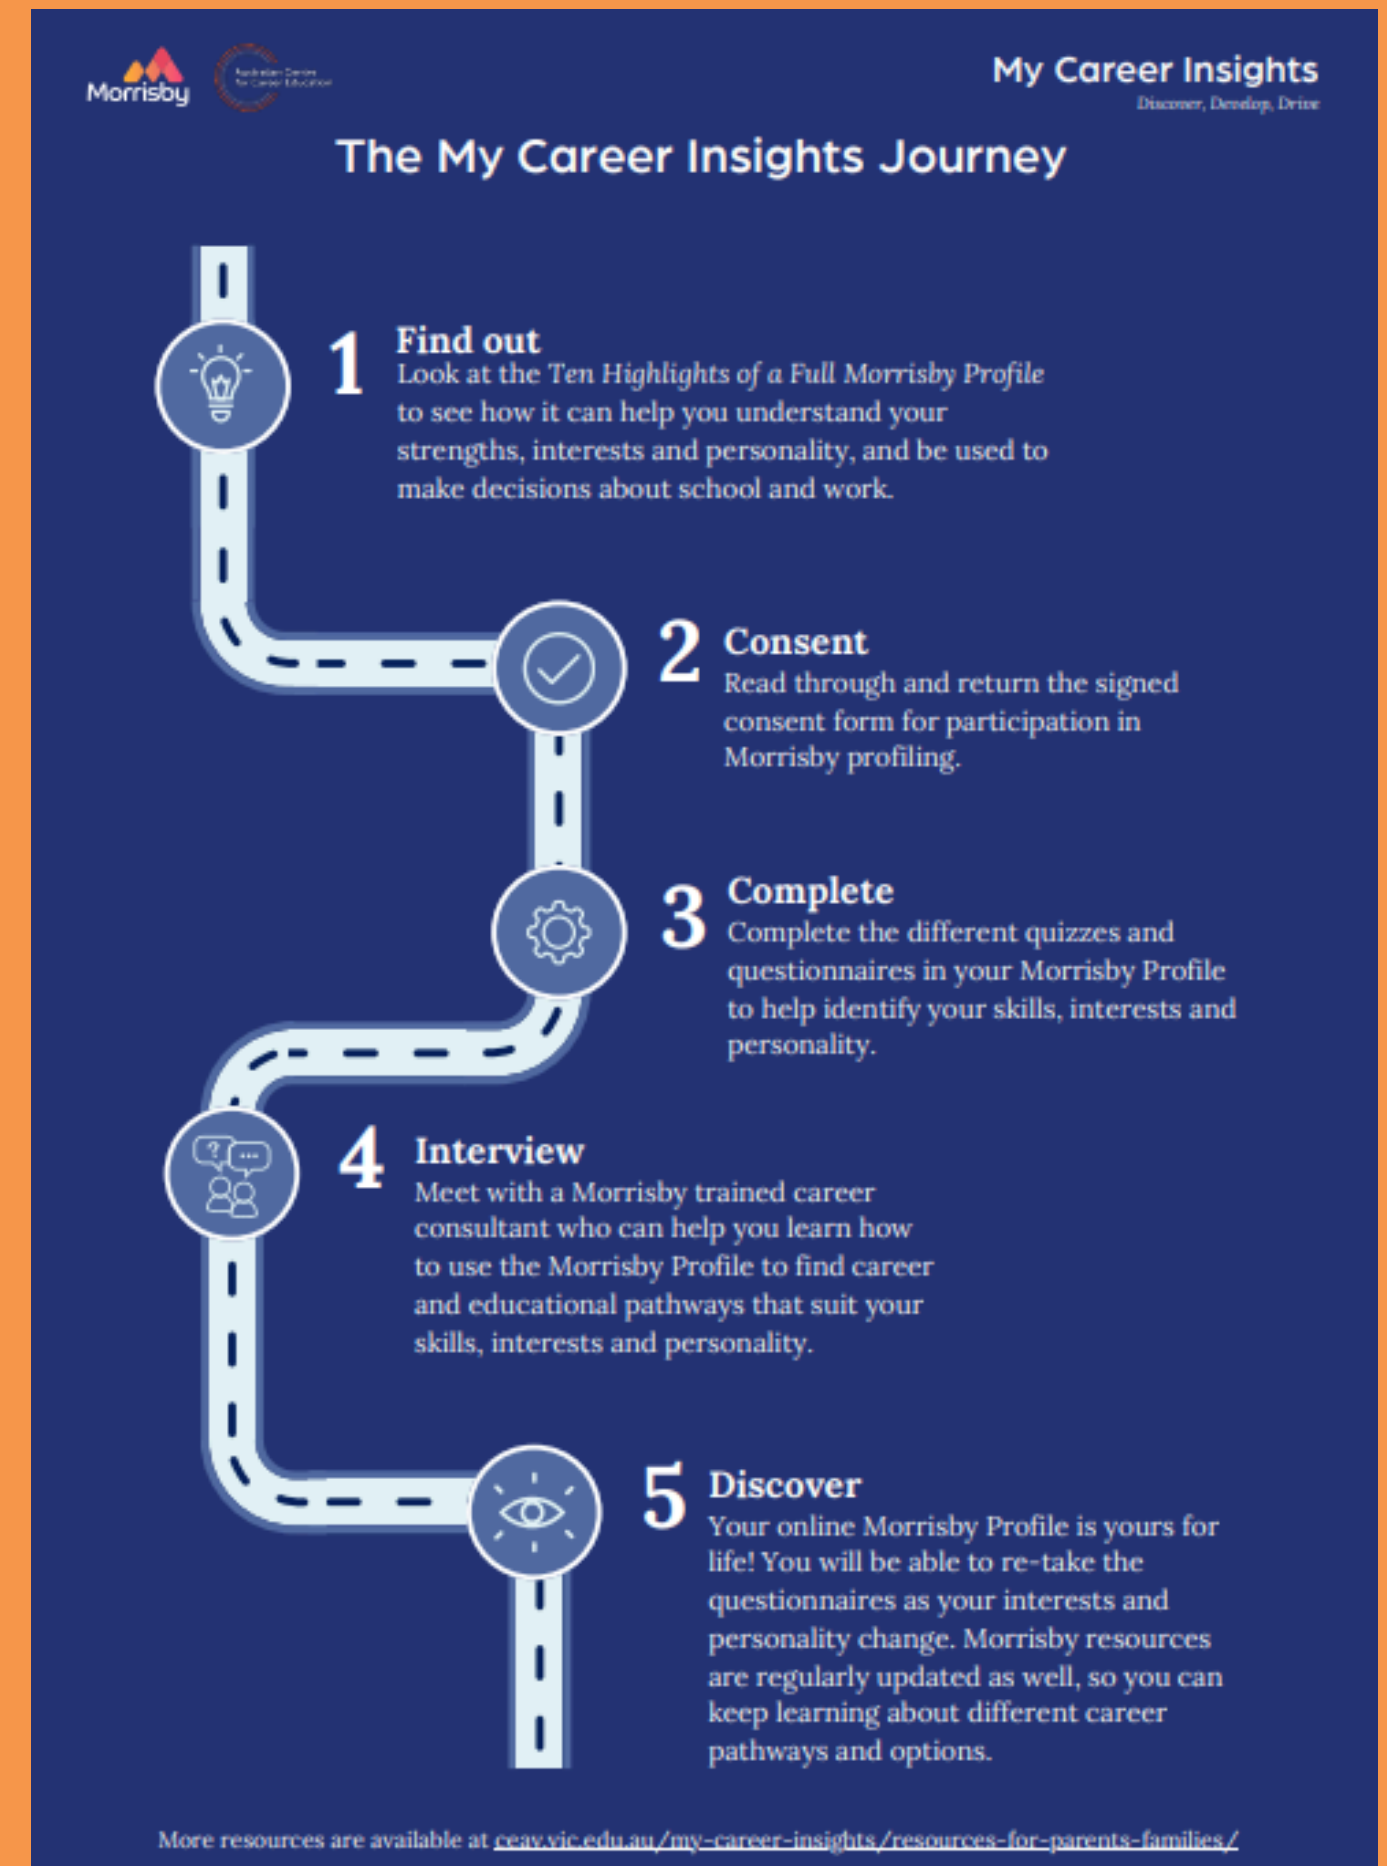 Morrisby
Australian Centre
for Career Education
My Career Insights
Discover, Develop, Drive
The My Career Insights Journey
1
Find out
Look at the Ten Highlights of a Full Morrisby Profile
to see how it can help you understand your
strengths, interests and personality, and be used to
make decisions about school and work.
2
Consent
Read through and return the signed
consent form for participation in
Morrisby profiling.
3
Complete
Complete the different quizzes and
questionnaires in your Morrisby Profile
to help identify your skills, interests and
personality.
?
...
4
Interview
Meet with a Morrisby trained career
consultant who can help you learn how
to use the Morrisby Profile to find career
and educational pathways that suit your
skills, interests and personality.
5
Discover
Your online Morrisby Profile is yours for
life! You will be able to re-take the
questionnaires as your interests and
personality change. Morrisby resources
are regularly updated as well, so you can
keep learning about different career
pathways and options.
More resources are available at ceav.vic.edu.au/my-career-insights/resources-for-parents-families/